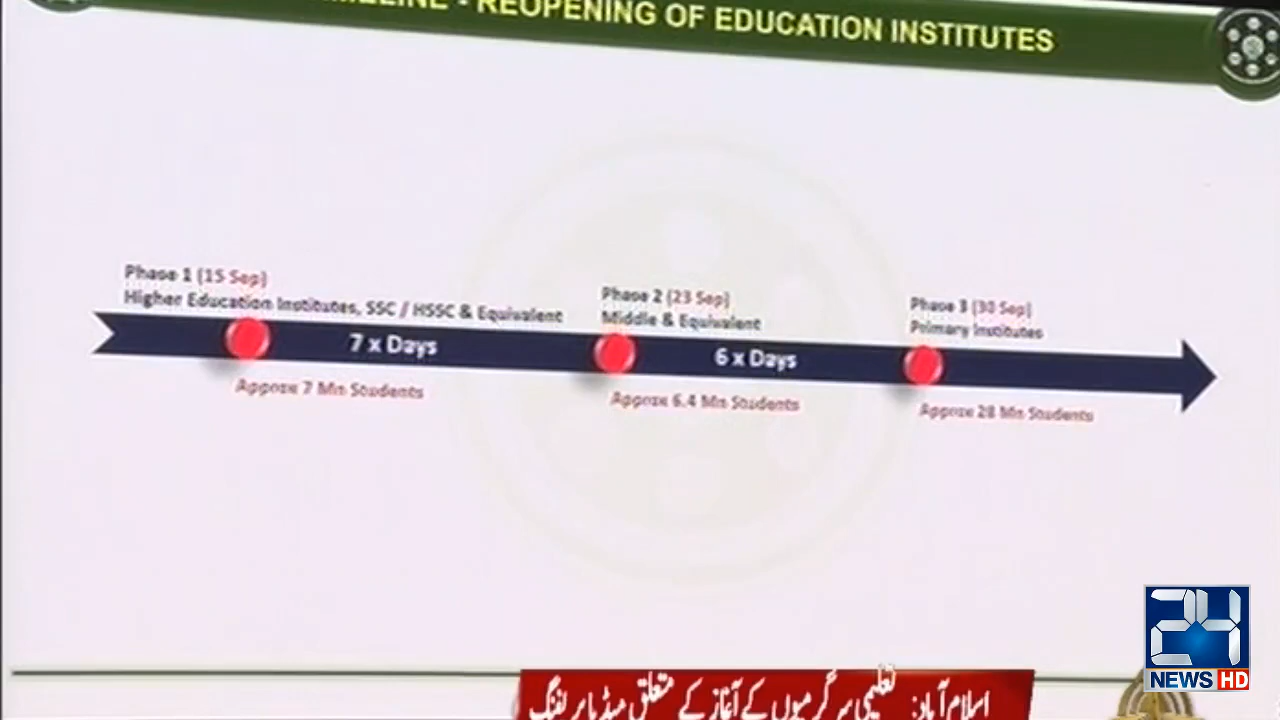 TIMELINE - REOPENING OF EDUCATION INSTITUTES
Phase 1 (15 Sep)
Higher Education Institutes, SSC / HSSC & Equivalent
Phase 2 (23 Sep)
Middle & Equivalent
Phase 3 (30 Sep)
Primary Institutes
7 x Days
6 x Days
Approx 7 Mn Students
Approx 6.4 Mn Students
Approx 28 Mn Students
24
NEWS HD
اسلام آباد: تعلیمی سرگرمیوں کے آغاز کے متعلق میڈیا بریفنگ